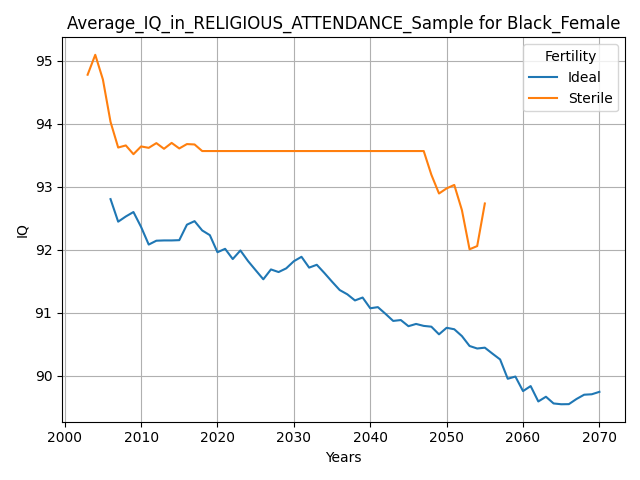 Average_IQ_in_RELIGIOUS_ATTENDANCE_Sample for Black_Female
Fertility
Ideal
Sterile
95
94
93
92
91
90
IQ
2000 2010 2020 2030 2040 2050 2060 2070
Years